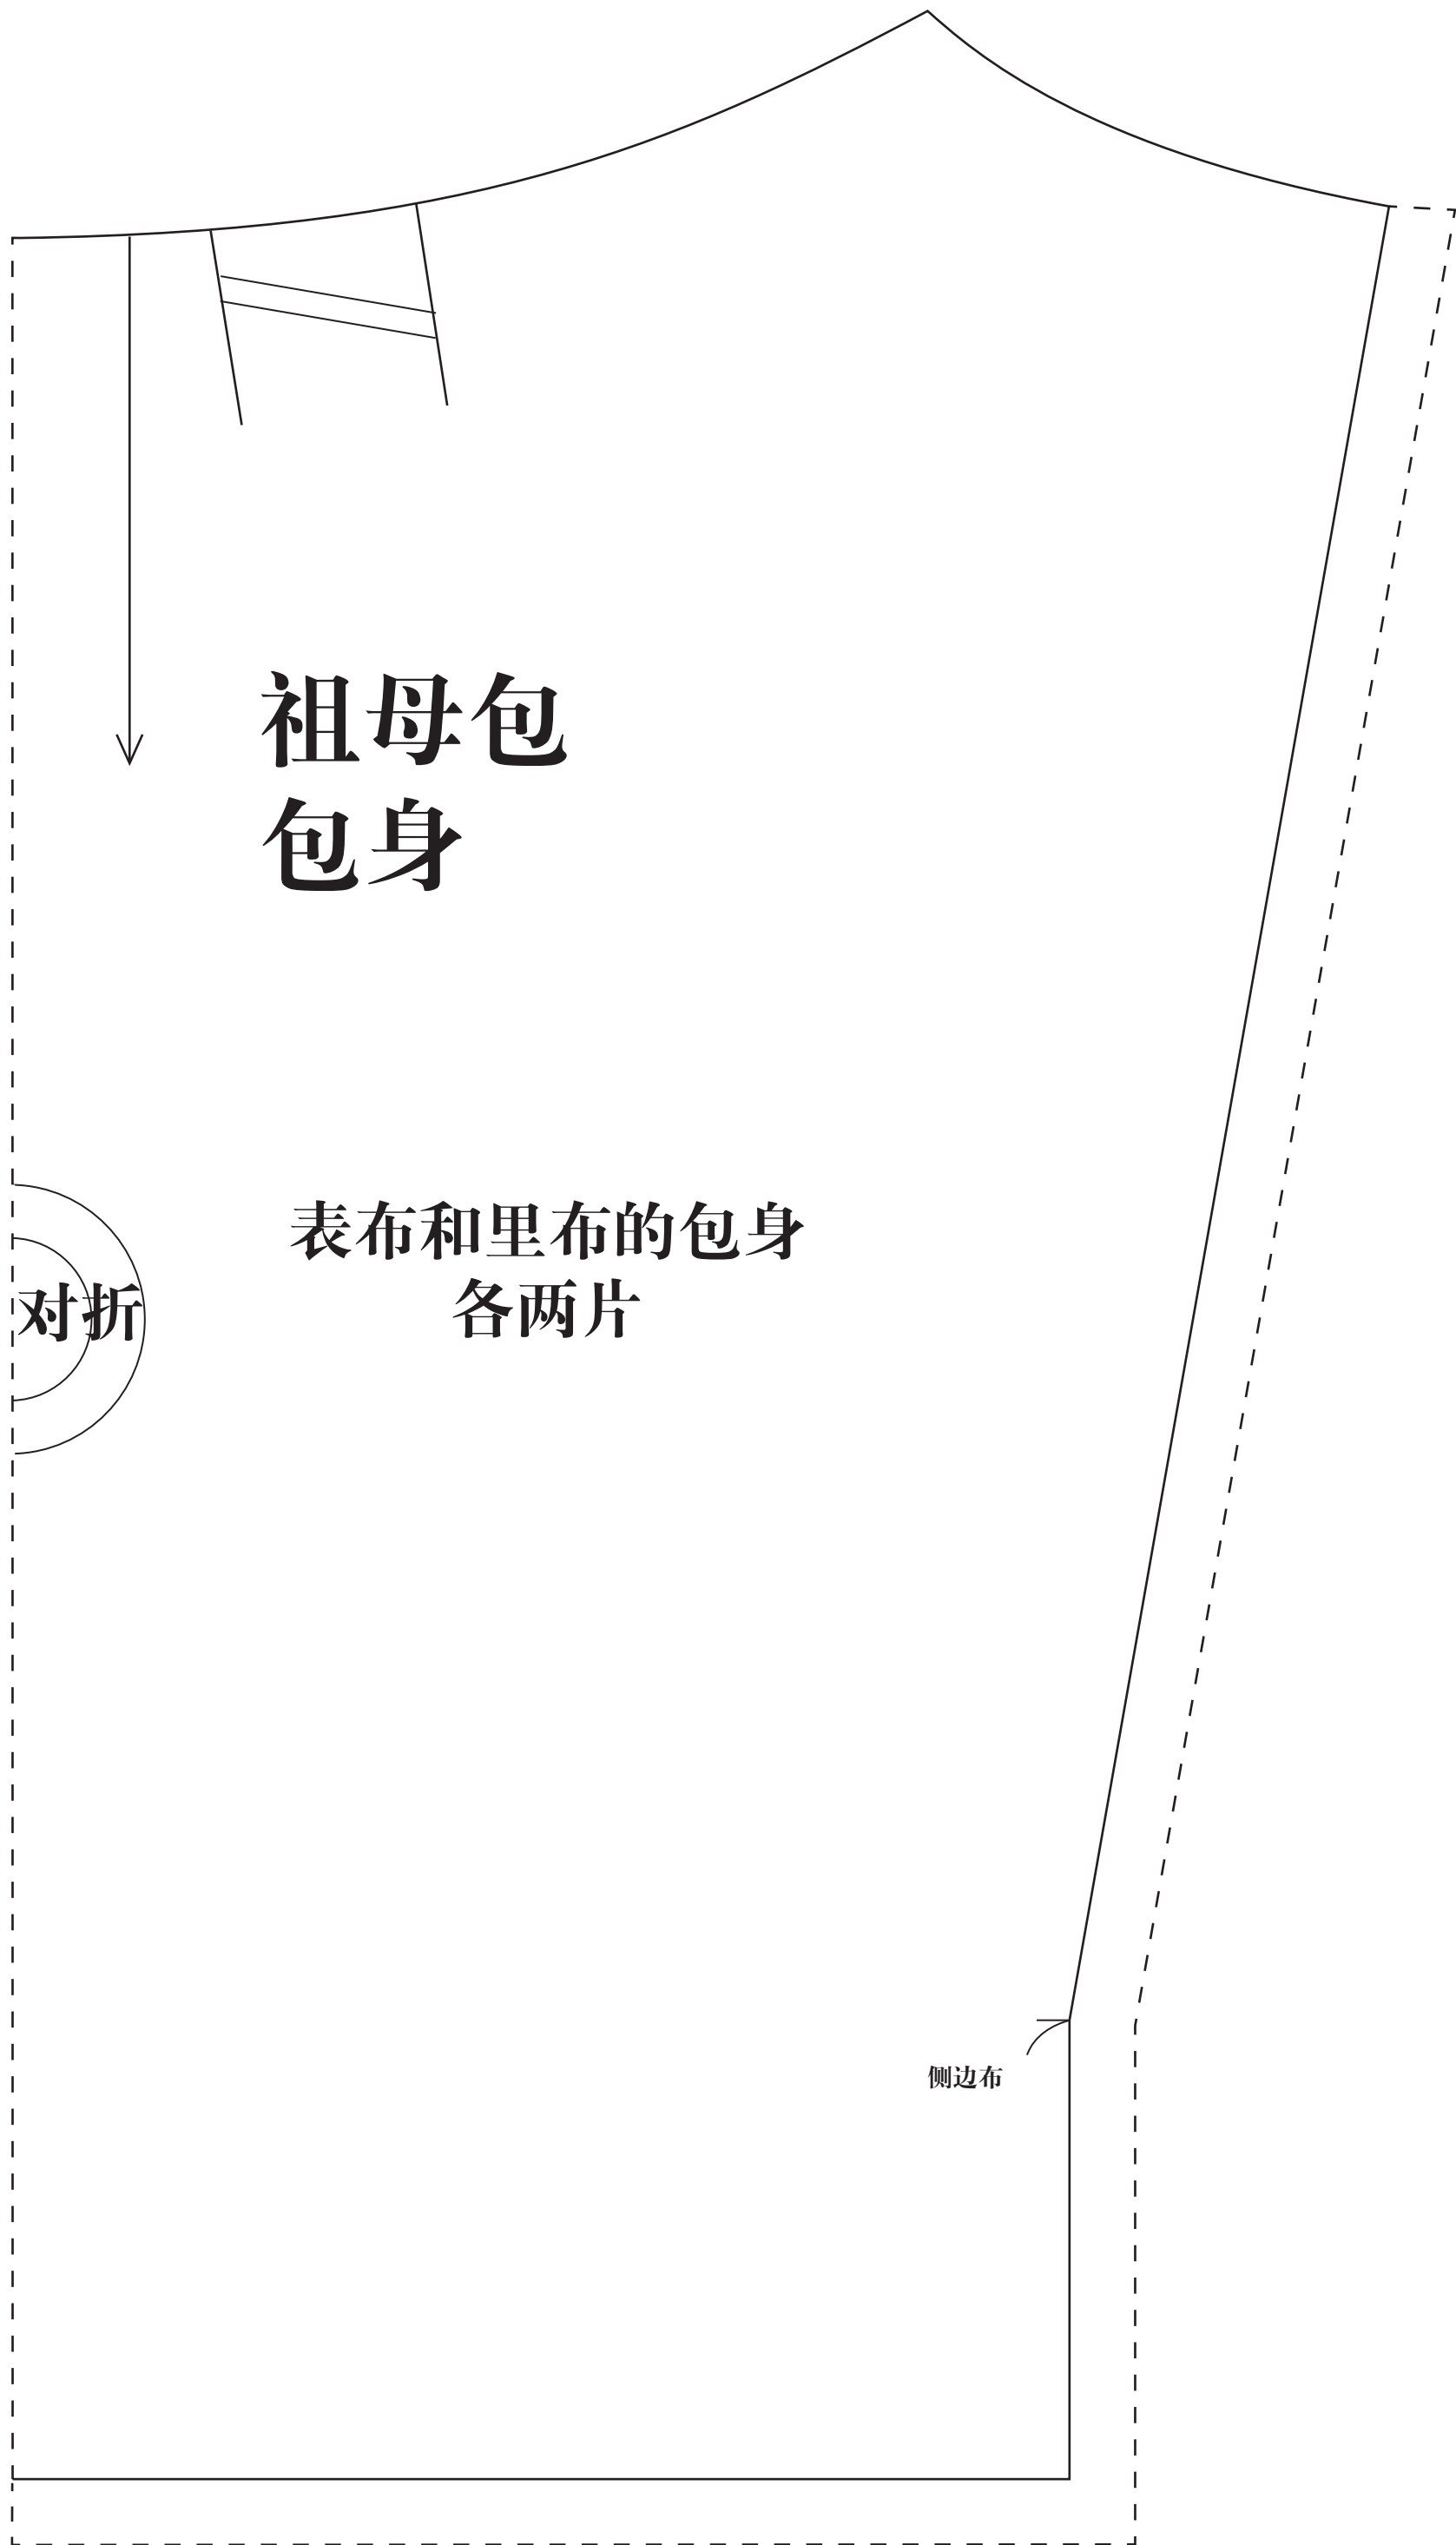 祖母包
包身
表布和里布的包身
各两片
对折
侧边布